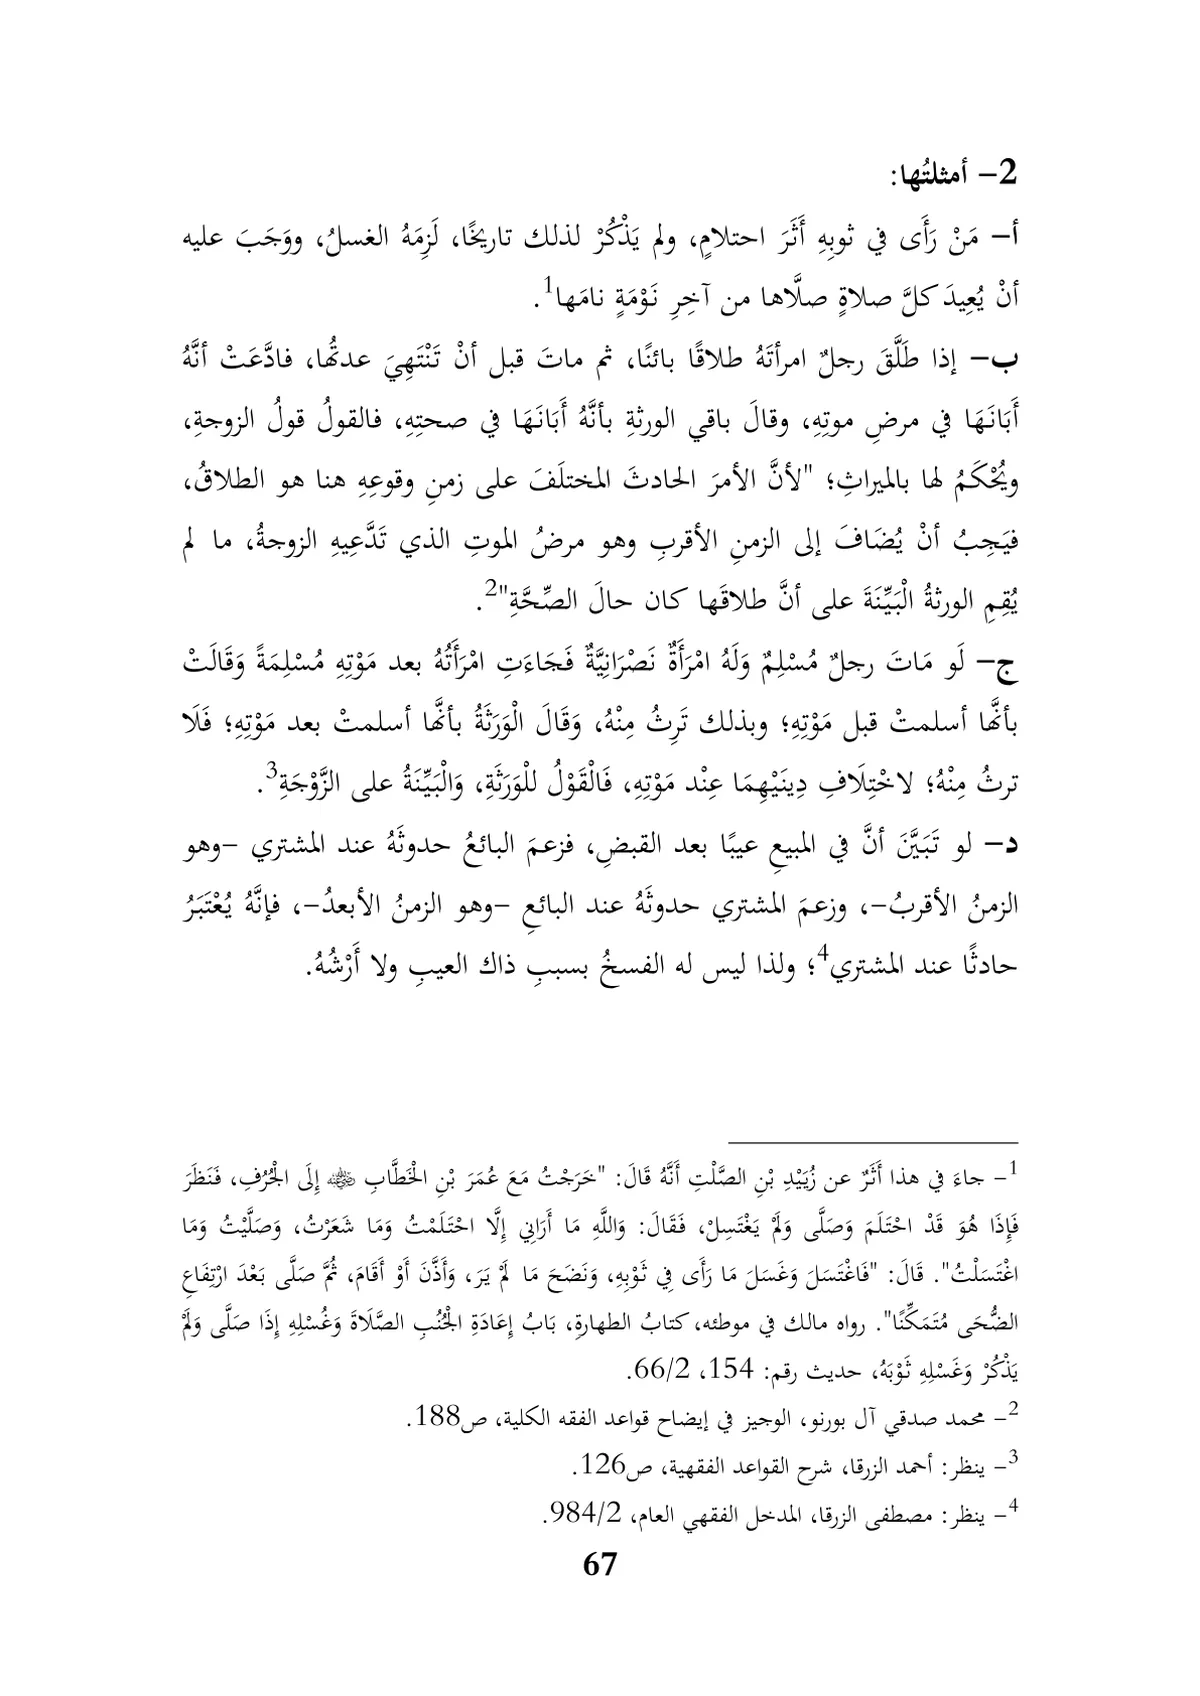 2- أمثلتُها:
أ- مَنْ رَأَى في ثوبِهِ أَثَرَ احتلامٍ، ولم يَذْكُرْ لذلك تاريخًا، لَزِمَهُ الغسلُ، ووَجَبَ عليه
أنْ يُعِيدَ كلَّ صلاةٍ صلَّاها من آخِرِ نَوْمَةٍ نامَها1.
ب- إذا طَلَّقَ رجلٌ امرأتَهُ طلاقًا بائنًا، ثم ماتَ قبل أنْ تَنْتَهِيَ عدتُها، فادَّعَتْ أنَّهُ
أَبَانَهَا في مرضِ موتِهِ، وقالَ باقي الورثةِ بأنَّهُ أَبَانَهَا في صحتِهِ، فالقولُ قولُ الزوجةِ،
ويُحْكَمُ لها بالميراثِ؛ "لأنَّ الأمرَ الحادثَ المختلَفَ على زمنِ وقوعِهِ هنا هو الطلاقُ،
فيَجِبُ أنْ يُضَافَ إلى الزمنِ الأقربِ وهو مرضُ الموتِ الذي تَدَّعِيهِ الزوجةُ، ما لم
يُقِمِ الورثةُ الْبَيِّنَةَ على أنَّ طلاقَها كان حالَ الصِّحَّةِ"2.
ج- لَو مَاتَ رجلٌ مُسْلِمٌ وَلَهُ امْرَأَةٌ نَصْرَانِيَّةٌ فَجَاءَتِ امْرَأَتُهُ بعد مَوْتِهِ مُسْلِمَةً وَقَالَتْ
بأنَّها أسلمتْ قبل مَوْتِهِ؛ وبذلك تَرِثُ مِنْهُ، وَقَالَ الْوَرَثَةُ بأنَّها أسلمتْ بعد مَوْتِهِ؛ فَلَا
ترثُ مِنْهُ؛ لاخْتِلَافِ دِينَيْهِمَا عِنْد مَوْتِهِ، فَالْقَوْلُ للْوَرَثَةِ، وَالْبَيِّنَةُ على الزَّوْجَةِ3.
د- لو تَبَيَّنَ أنَّ في المبيعِ عيبًا بعد القبضِ، فزعمَ البائعُ حدوثَهُ عند المشتري -وهو
الزمنُ الأقربُ-، وزعمَ المشتري حدوثَهُ عند البائعِ -وهو الزمنُ الأبعدُ-، فإنَّهُ يُعْتَبَرُ
حادثًا عند المشتري4؛ ولذا ليس له الفسخُ بسببِ ذاك العيبِ ولا أَرْشُهُ.
1- جاءَ في هذا أَثَرٌ عن زُيَيْدِ بْنِ الصَّلْتِ أَنَّهُ قَالَ: "خَرَجْتُ مَعَ عُمَرَ بْنِ الْخَطَّابِ ﵁ إِلَى الْجُرُفِ، فَنَظَرَ
فَإِذَا هُوَ قَدْ احْتَلَمَ وَصَلَّى وَلَمْ يَغْتَسِلْ، فَقَالَ: وَاللَّهِ مَا أَرَانِي إِلَّا احْتَلَمْتُ وَمَا شَعَرْتُ، وَصَلَّيْتُ وَمَا
اغْتَسَلْتُ". قَالَ: "فَاغْتَسَلَ وَغَسَلَ مَا رَأَى فِي ثَوْبِهِ، وَنَضَحَ مَا لَمْ يَرَ، وَأَذَّنَ أَوْ أَقَامَ، ثُمَّ صَلَّى بَعْدَ ارْتِفَاعِ
الضُّحَى مُتَمَكِّنًا". رواه مالك في موطئه، كتابُ الطهارةِ، بَابُ إِعَادَةِ الْجُنُبِ الصَّلَاةَ وَغُسْلِهِ إِذَا صَلَّى وَلَمْ
يَذْكُرْ وَغَسْلِهِ ثَوْبَهُ، حديث رقم: 154، 66/2.
2- محمد صدقي آل بورنو، الوجيز في إيضاح قواعد الفقه الكلية، ص188.
3- ينظر: أحمد الزرقا، شرح القواعد الفقهية، ص126.
4- ينظر: مصطفى الزرقا، المدخل الفقهي العام، 984/2.
67